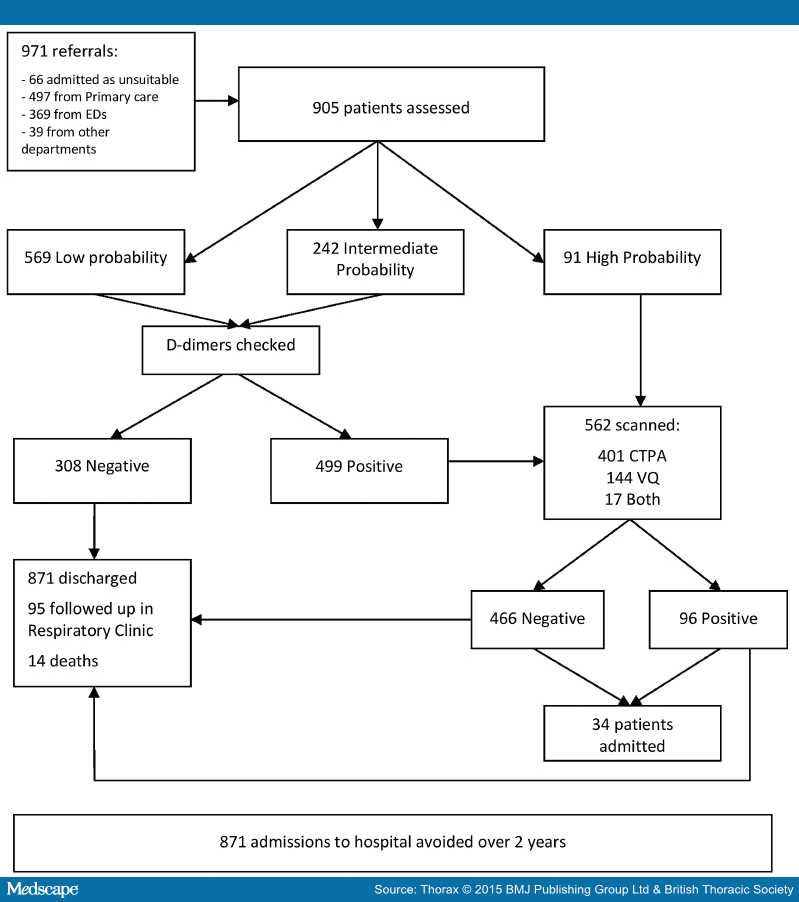 971 referrals:
- 66 admitted as unsuitable
- 497 from Primary care
- 369 from EDs
- 39 from other
departments
905 patients assessed
569 Low probability
242 Intermediate
Probability
91 High Probability
D-dimers checked
308 Negative
499 Positive
562 scanned:
401 CTPA
144 VQ
17 Both
871 discharged
95 followed up in
Respiratory Clinic
14 deaths
466 Negative
96 Positive
34 patients
admitted
871 admissions to hospital avoided over 2 years
Medscape
Source: Thorax © 2015 BMJ Publishing Group Ltd & British Thoracic Society